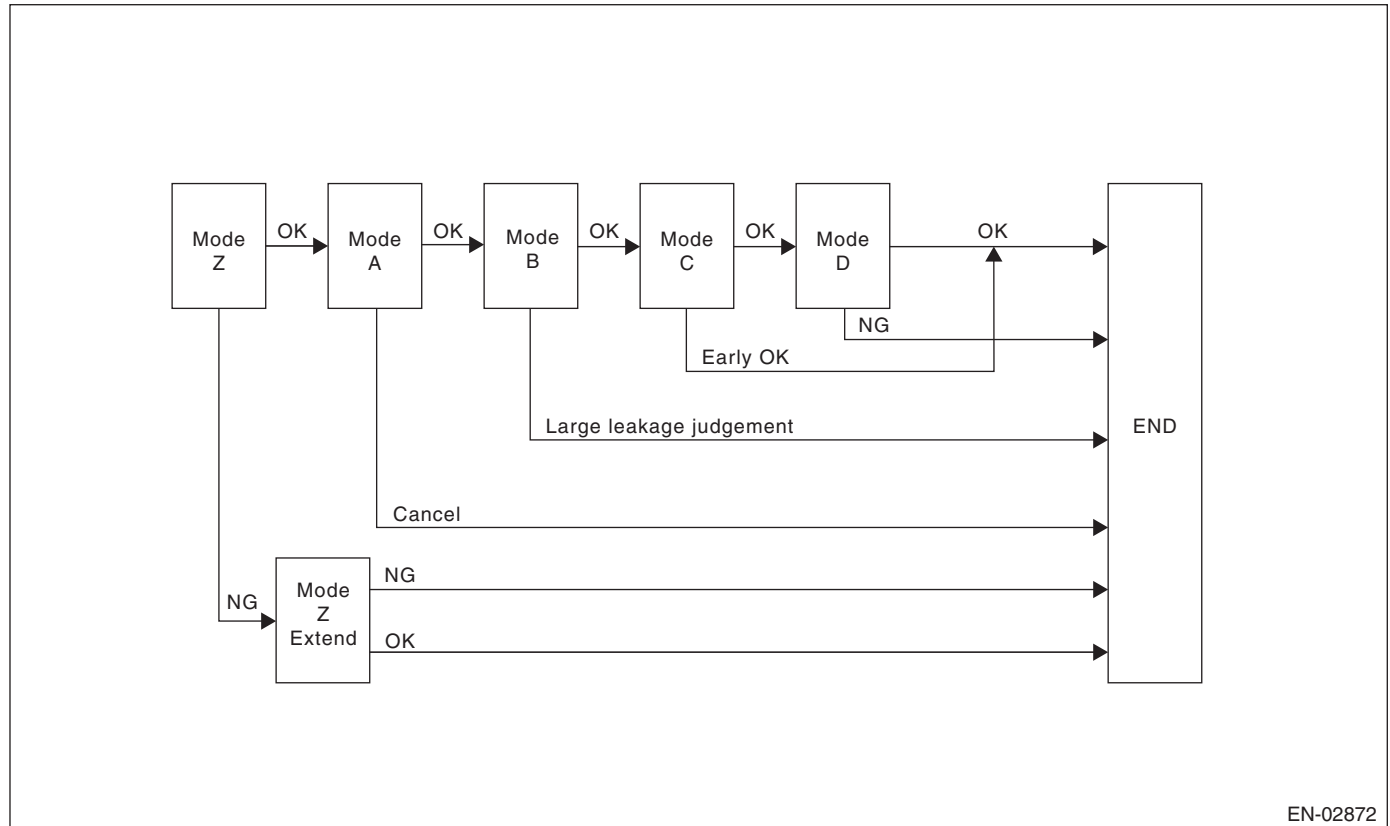 Mode
Z
OK
Mode
A
OK
Mode
B
OK
Mode
C
OK
Mode
D
OK
NG
Early OK
Large leakage judgement
END
Cancel
NG
Mode
Z
Extend
NG
OK
EN-02872